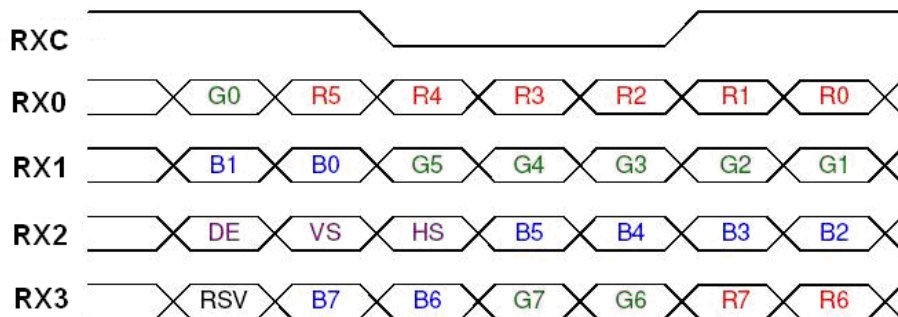 RXC
RX0 G0 R5 R4 R3 R2 R1 R0
RX1 B1 B0 G5 G4 G3 G2 G1
RX2 DE VS HS B5 B4 B3 B2
RX3 RSV B7 B6 G7 G6 R7 R6